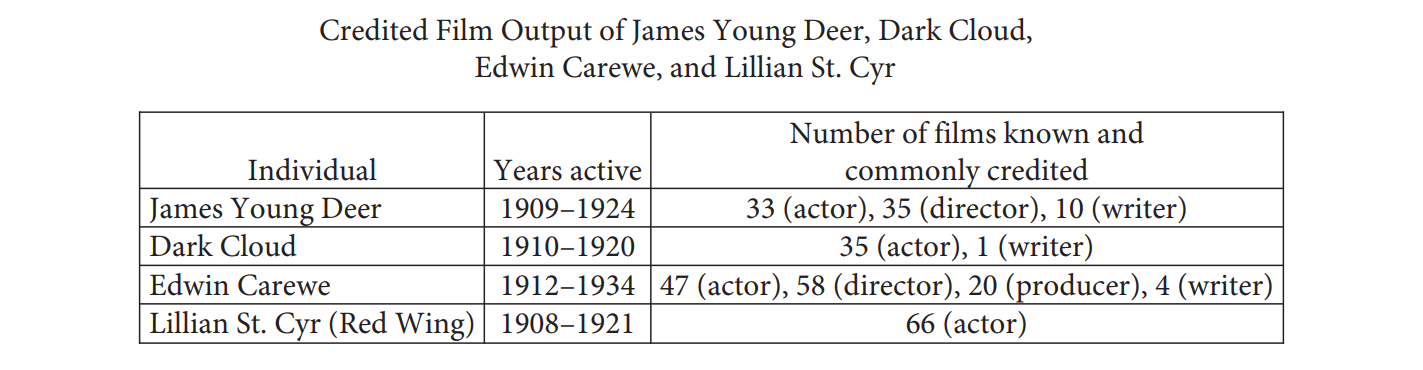 Credited Film Output of James Young Deer, Dark Cloud,
Edwin Carewe, and Lillian St. Cyr
Individual Years active Number of films known and
commonly credited
James Young Deer 1909–1924 33 (actor), 35 (director), 10 (writer)
Dark Cloud 1910–1920 35 (actor), 1 (writer)
Edwin Carewe 1912–1934 47 (actor), 58 (director), 20 (producer), 4 (writer)
Lillian St. Cyr (Red Wing) 1908–1921 66 (actor)